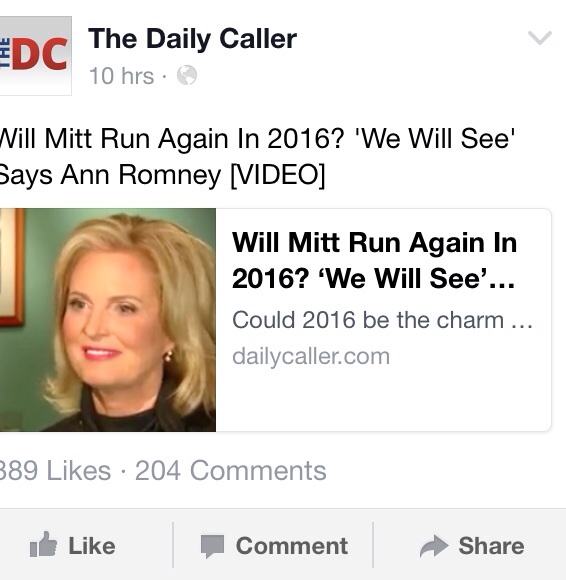 THE DC
The Daily Caller
10 hrs ·
Will Mitt Run Again In 2016? 'We Will See'
Says Ann Romney [VIDEO]
Will Mitt Run Again In
2016? ‘We Will See’...
Could 2016 be the charm ...
dailycaller.com
389 Likes · 204 Comments
Like
Comment
Share